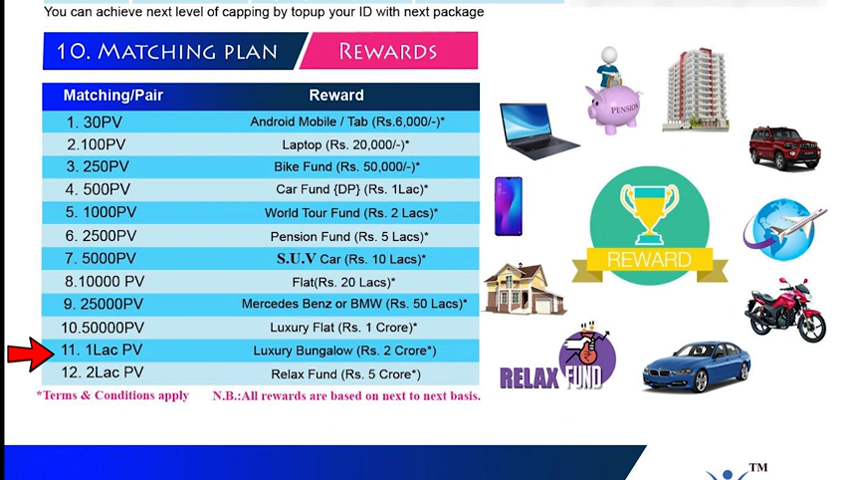 You can achieve next level of capping by topup your ID with next package
10. Matching plan Rewards
Matching/Pair Reward
1. 30PV Android Mobile / Tab (Rs.6,000/-)*
2.100PV Laptop (Rs. 20,000/-)*
3. 250PV Bike Fund (Rs. 50,000/-)*
4. 500PV Car Fund {DP} (Rs. 1Lac)*
5. 1000PV World Tour Fund (Rs. 2 Lacs)*
6. 2500PV Pension Fund (Rs. 5 Lacs)*
7. 5000PV S.U.V Car (Rs. 10 Lacs)*
8.10000 PV Flat(Rs. 20 Lacs)*
9. 25000PV Mercedes Benz or BMW (Rs. 50 Lacs)*
10.50000PV Luxury Flat (Rs. 1 Crore)*
11. 1Lac PV Luxury Bungalow (Rs. 2 Crore*)
12. 2Lac PV Relax Fund (Rs. 5 Crore*)
*Terms & Conditions apply N.B.:All rewards are based on next to next basis.
PENSION
REWARD
RELAX FUND
TM